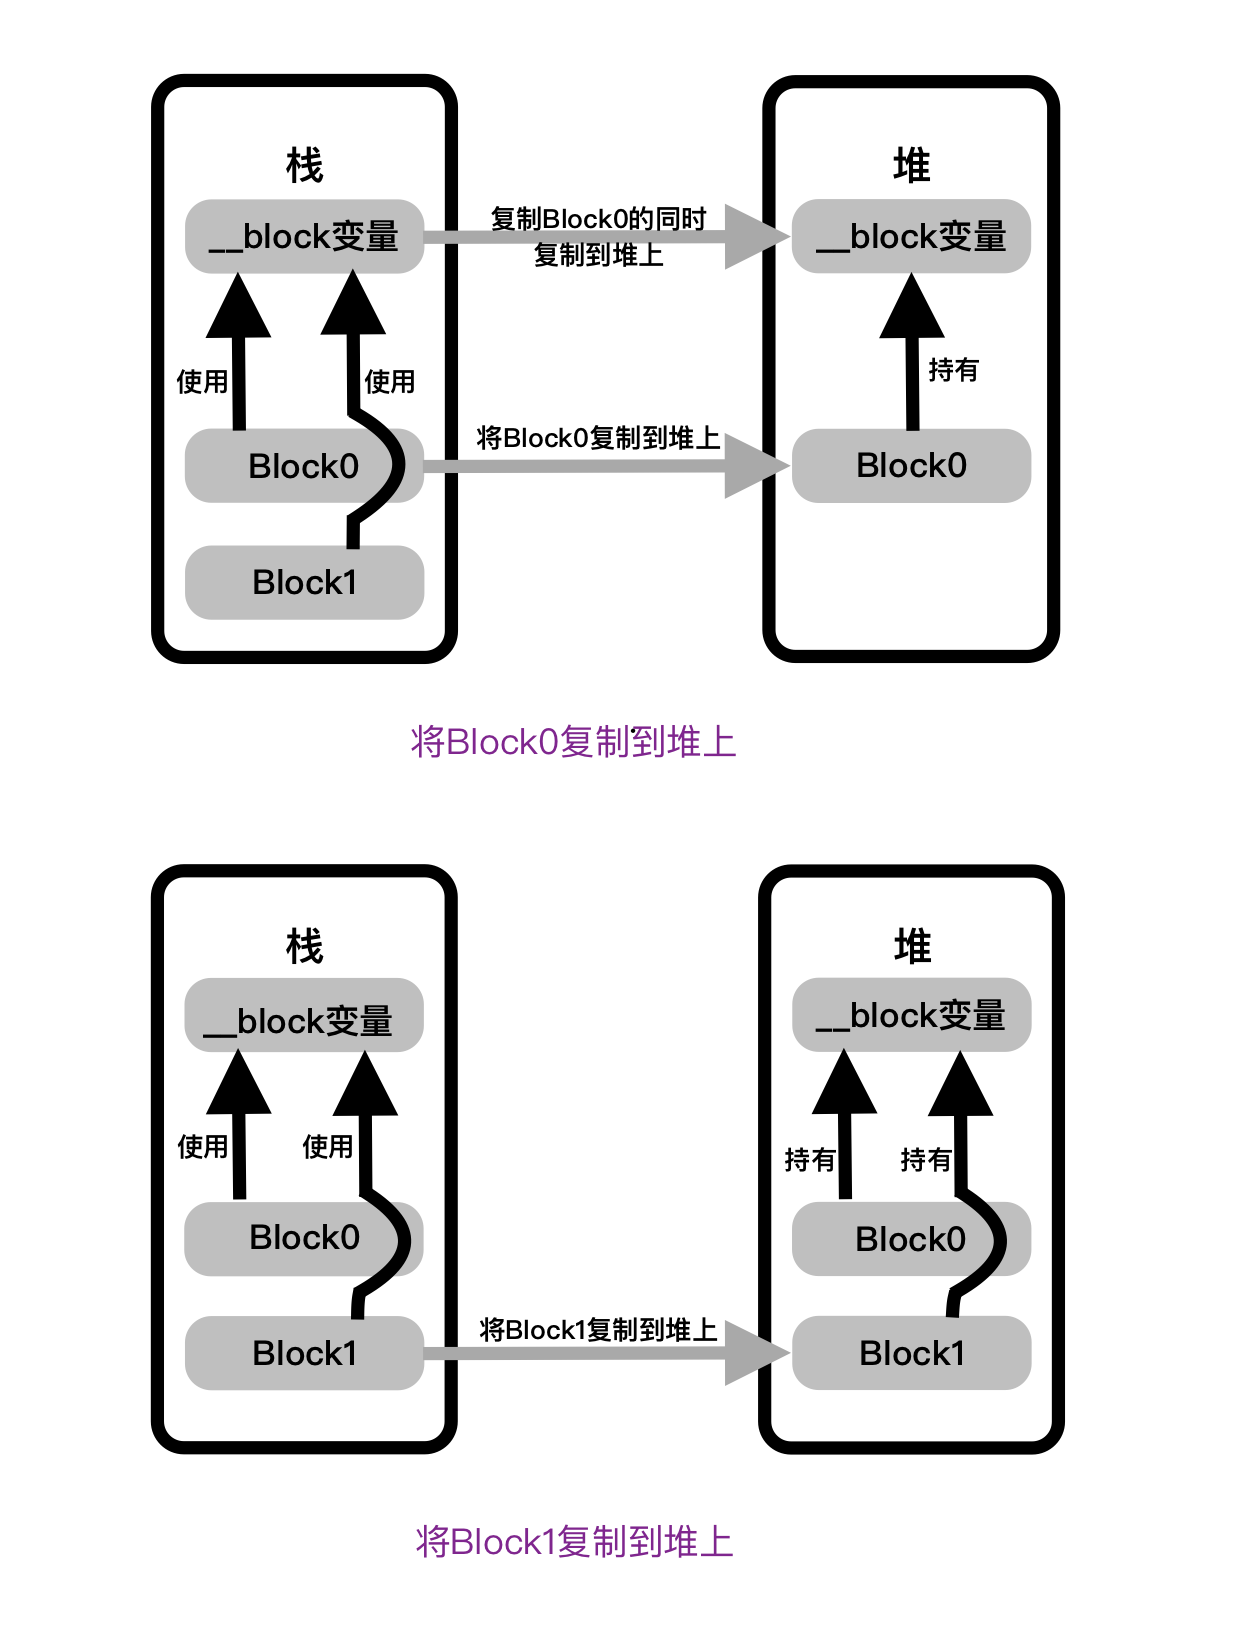 栈
堆
__block变量
复制Block0的同时
复制到堆上
__block变量
使用
使用
持有
Block0
将Block0复制到堆上
Block0
Block1
将Block0复制到堆上
栈
堆
__block变量
__block变量
使用
使用
持有
持有
Block0
Block0
Block1
将Block1复制到堆上
Block1
将Block1复制到堆上